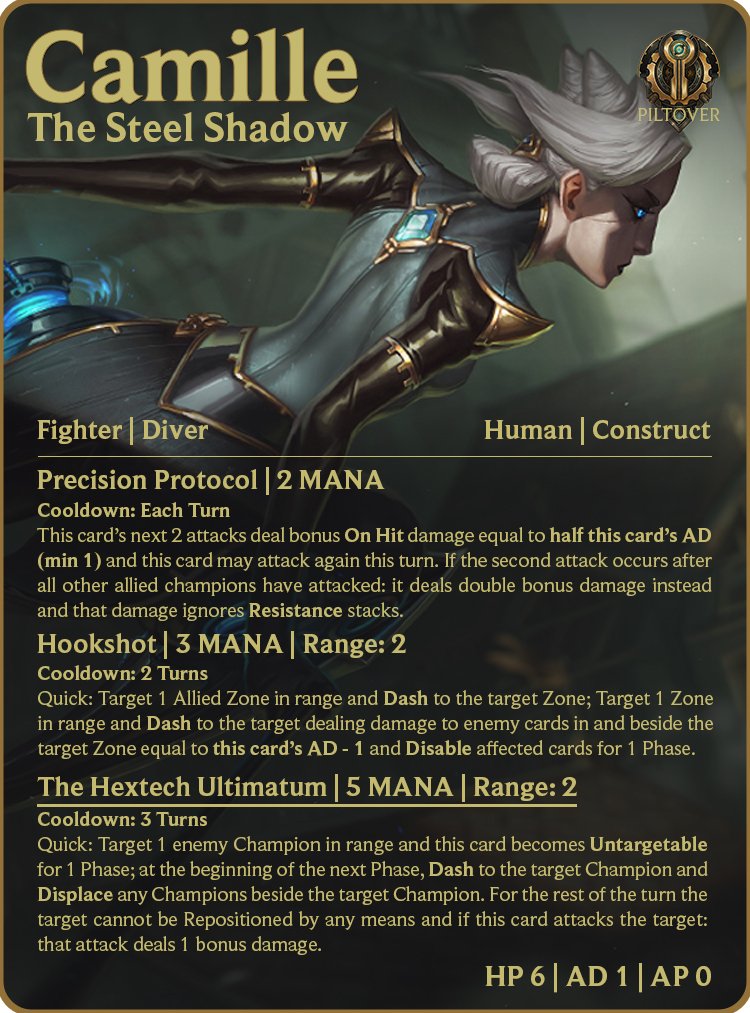 Camille
The Steel Shadow
PILTOVER
Fighter | Diver
Human | Construct
Precision Protocol | 2 MANA
Cooldown: Each Turn
This card's next 2 attacks deal bonus On Hit damage equal to half this card's AD
(min 1) and this card may attack again this turn. If the second attack occurs after
all other allied champions have attacked: it deals double bonus damage instead
and that damage ignores Resistance stacks.
Hookshot | 3 MANA | Range: 2
Cooldown: 2 Turns
Quick: Target 1 Allied Zone in range and Dash to the target Zone; Target 1 Zone
in range and Dash to the target dealing damage to enemy cards in and beside the
target Zone equal to this card's AD - 1 and Disable affected cards for 1 Phase.
The Hextech Ultimatum | 5 MANA | Range: 2
Cooldown: 3 Turns
Quick: Target 1 enemy Champion in range and this card becomes Untargetable
for 1 Phase; at the beginning of the next Phase, Dash to the target Champion and
Displace any Champions beside the target Champion. For the rest of the turn the
target cannot be Repositioned by any means and if this card attacks the target:
that attack deals 1 bonus damage.
HP 6 | AD 1 | AP 0